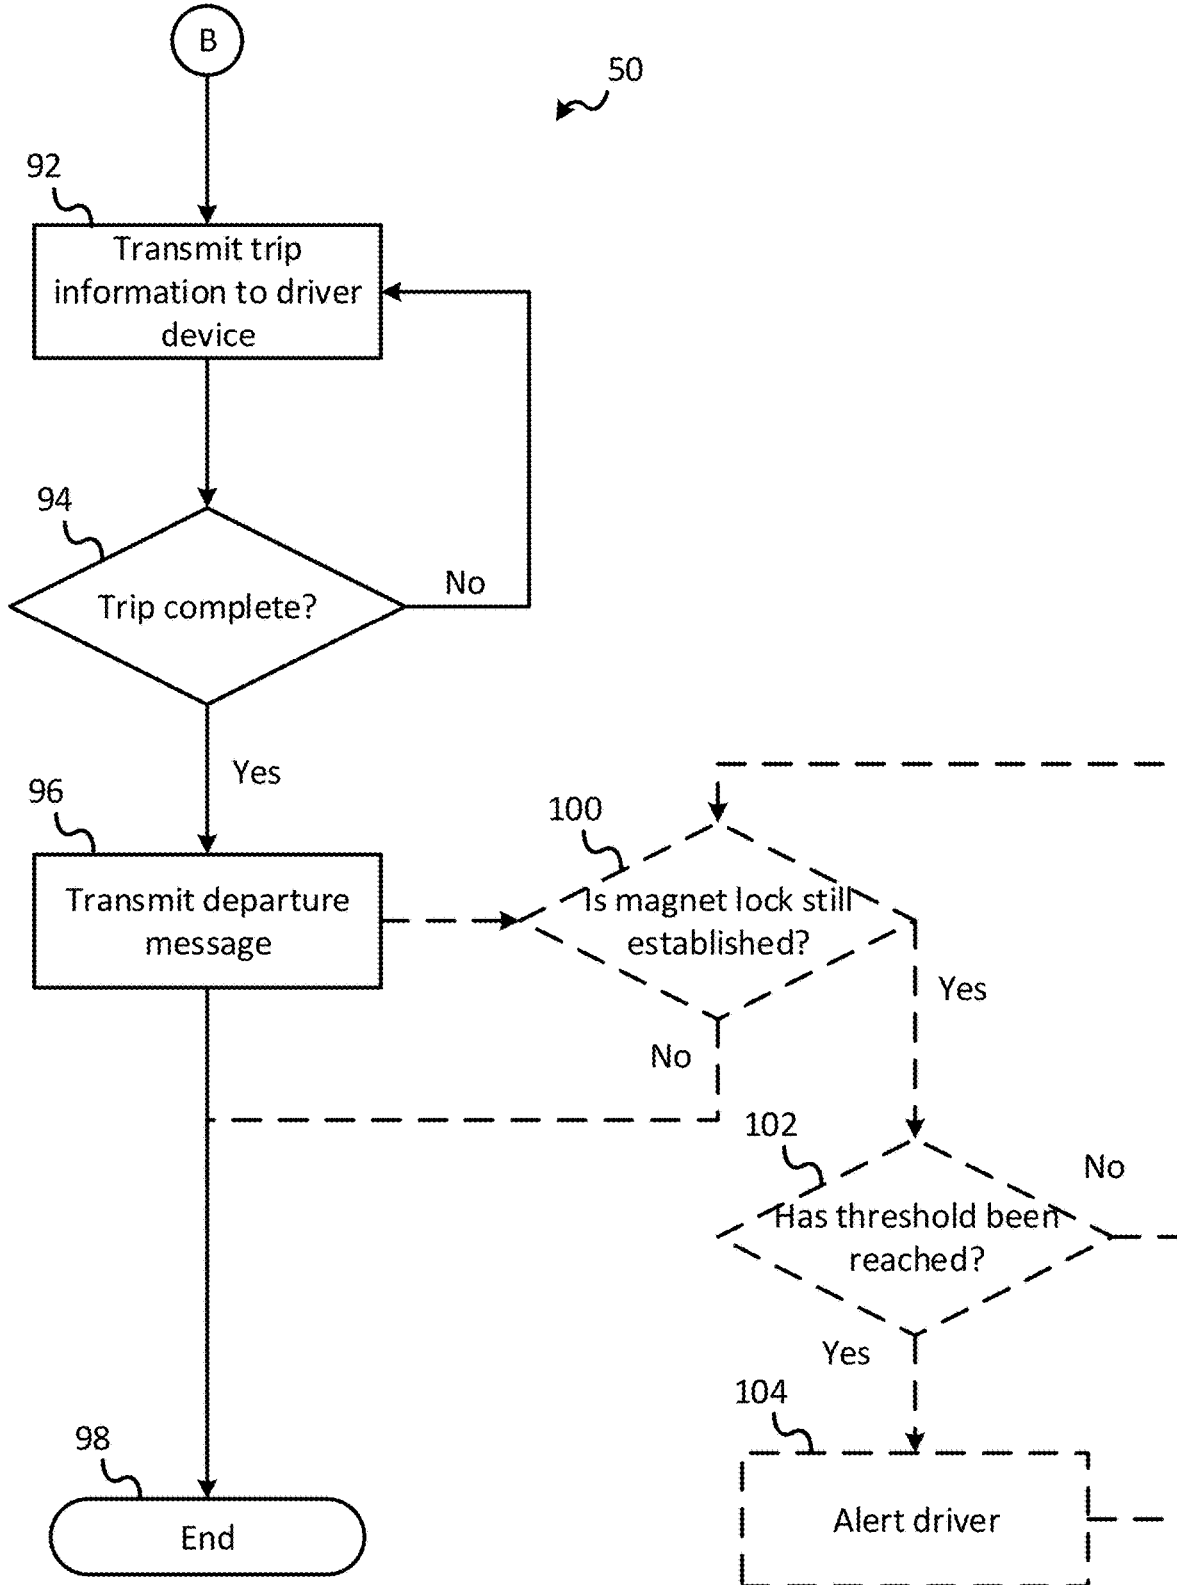 B
50
92
Transmit trip
information to driver
device
94
Trip complete?
No
Yes
96
Transmit departure
message
100
Is magnet lock still
established?
Yes
No
102
No
Has threshold been
reached?
Yes
104
Alert driver
98
End